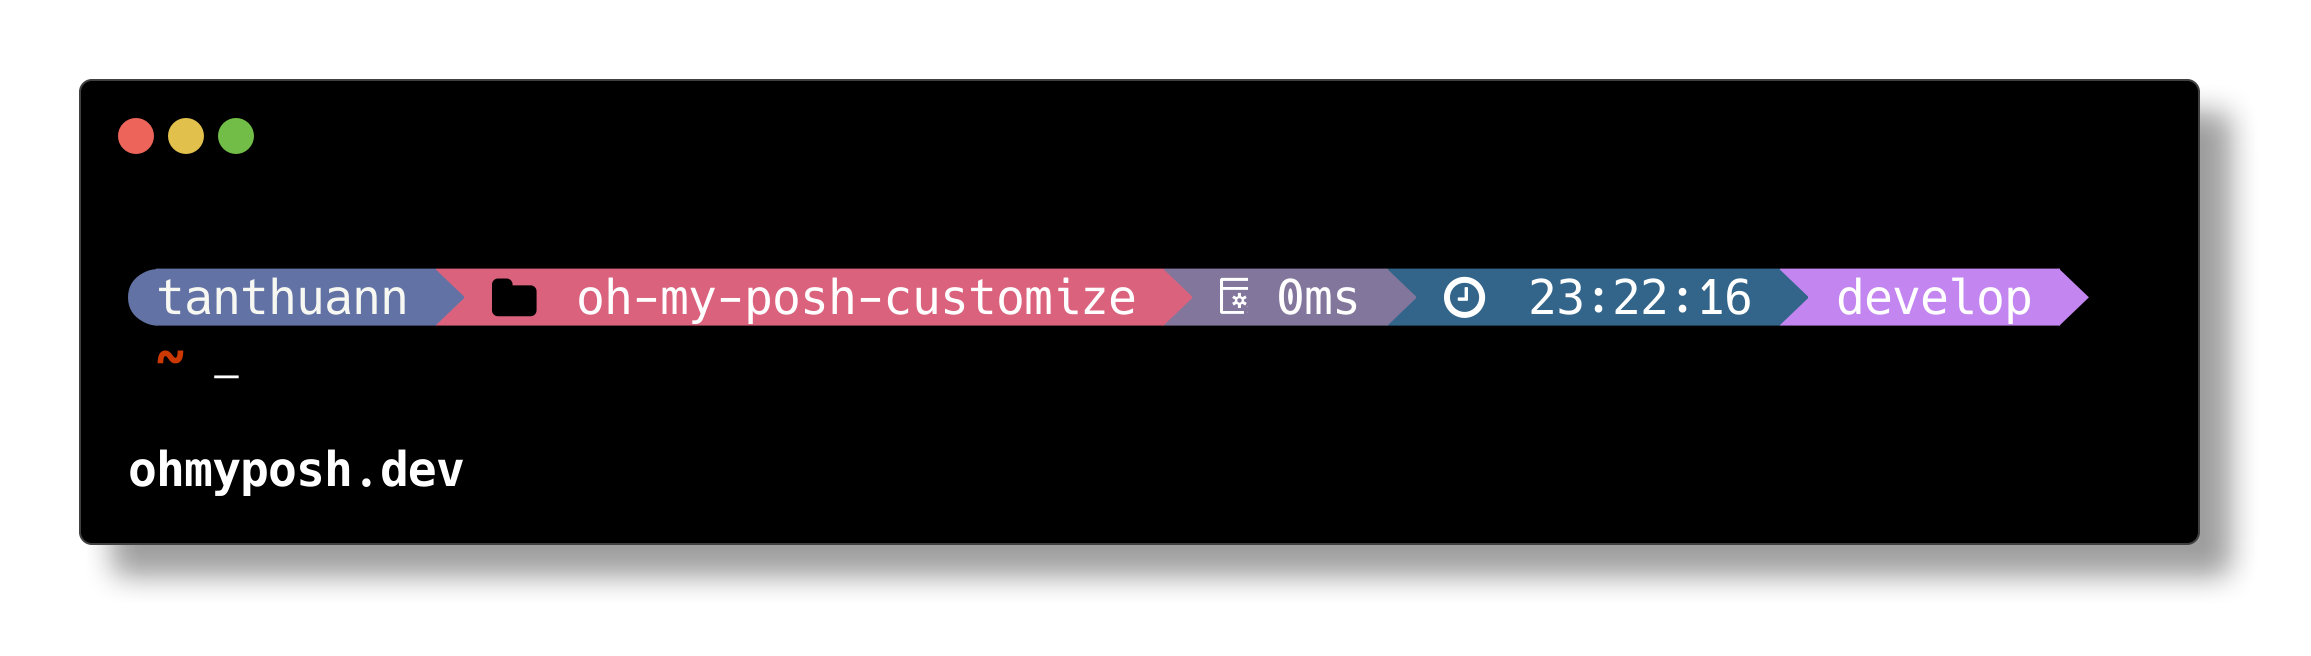 tanthuann oh-my-posh-customize 0ms 23:22:16 develop
~ _
ohmyposh.dev